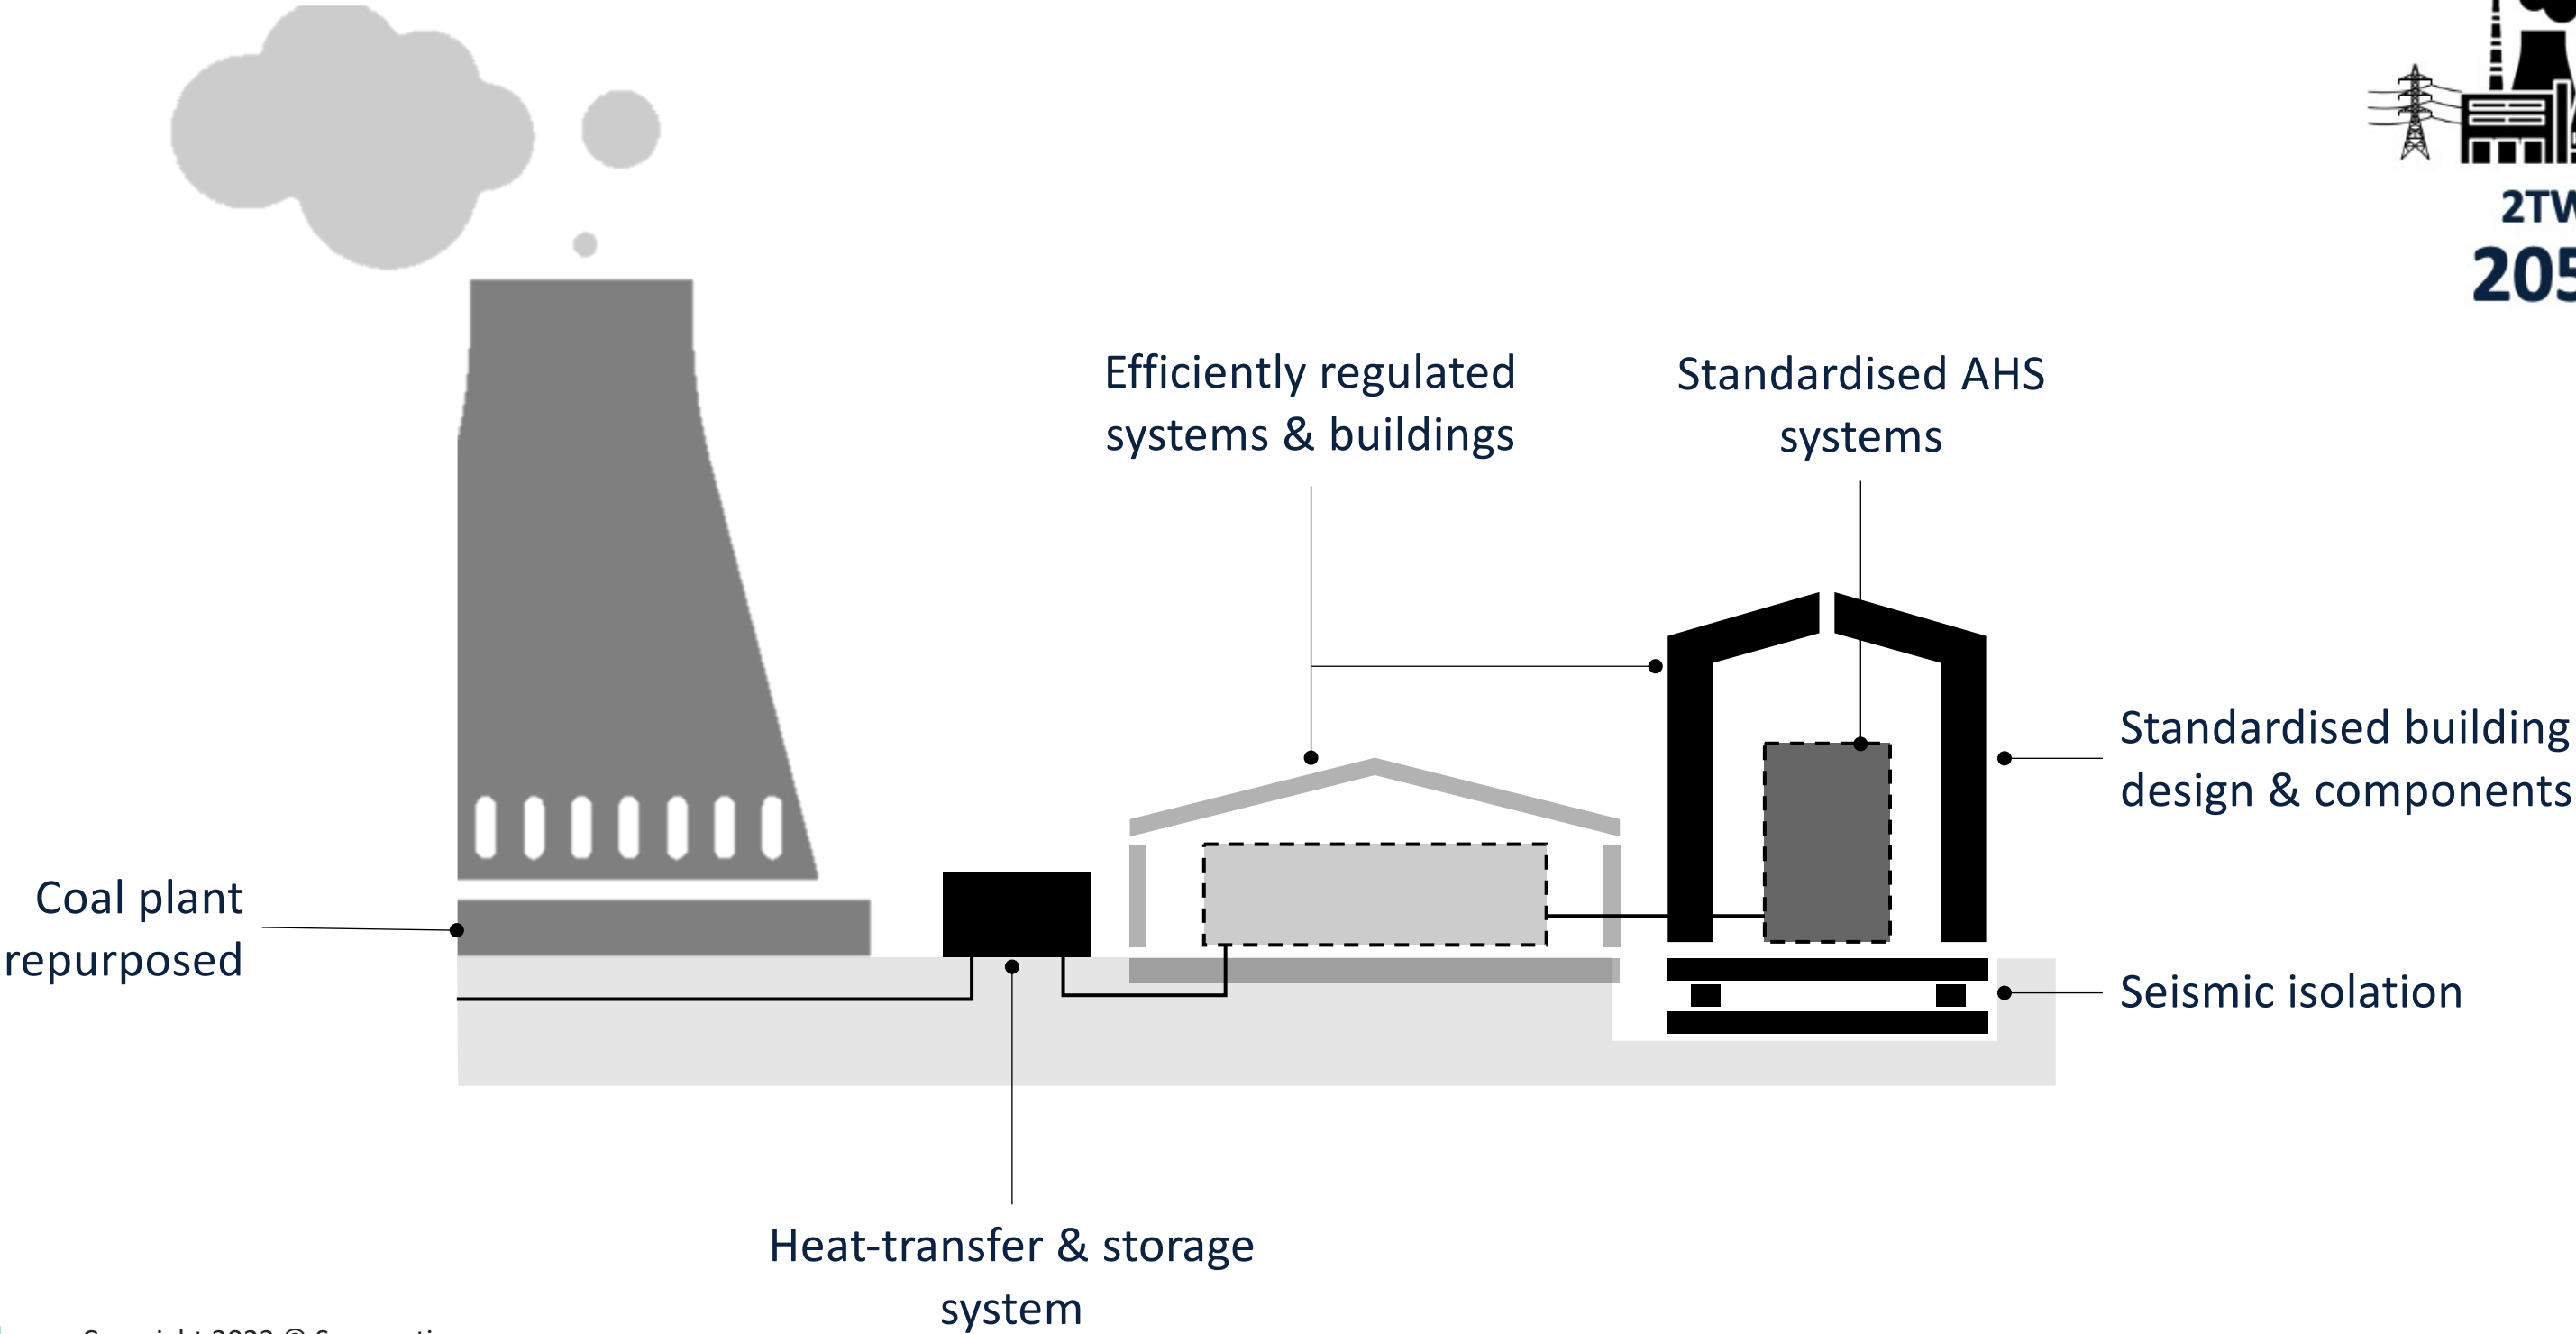 2TW
205
Efficiently regulated
systems & buildings
Standardised AHS
systems
Standardised building
design & components
Coal plant
repurposed
Seismic isolation
Heat-transfer & storage
system